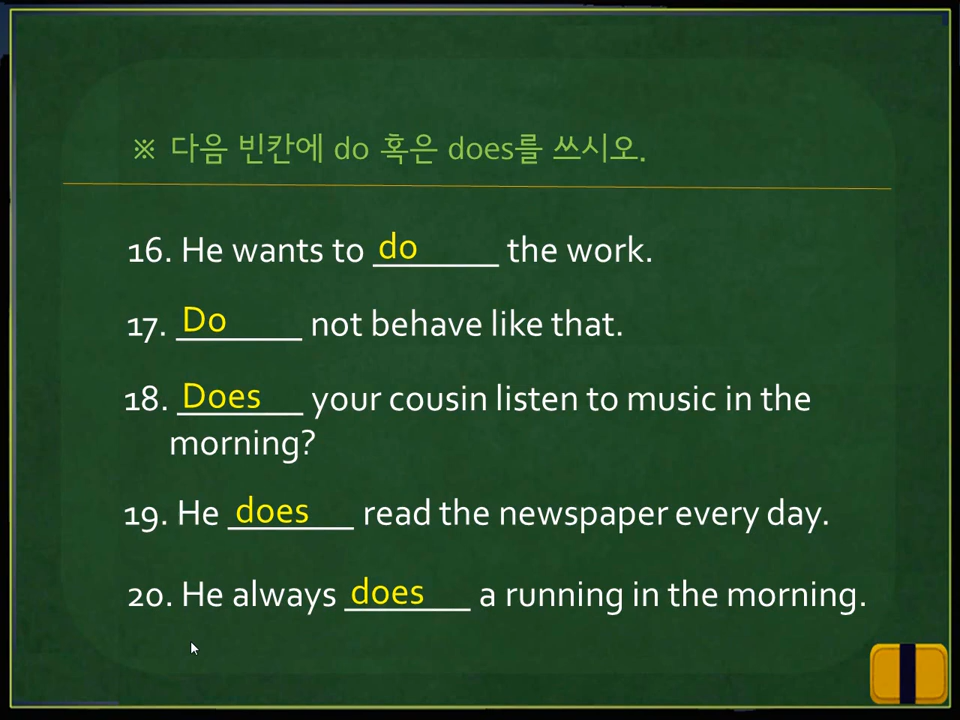 ※ 다음 빈칸에 do 혹은 does를 쓰시오.
16. He wants to do the work.
17. Do not behave like that.
18. Does your cousin listen to music in the
morning?
19. He does read the newspaper every day.
20. He always does a running in the morning.